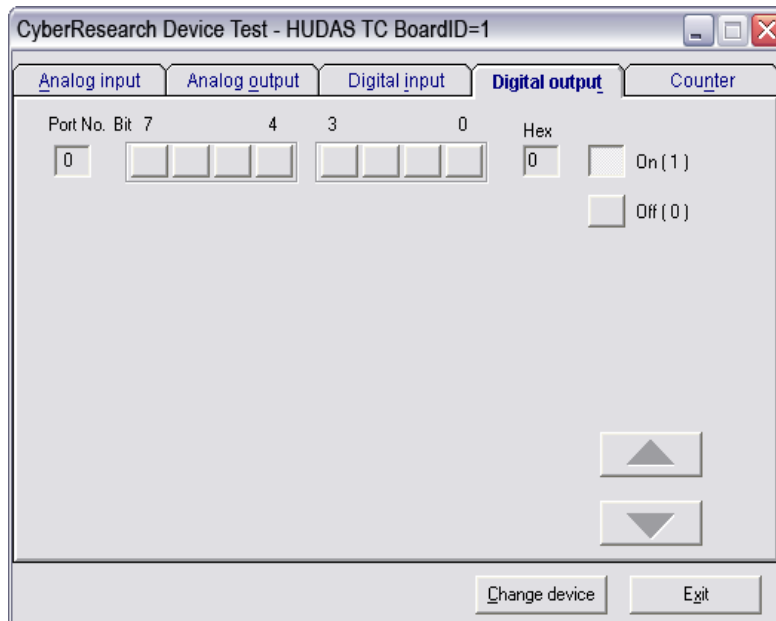 CyberResearch Device Test - HUDAS TC BoardID=1
Analog input Analog output Digital input Digital output Counter
Port No. Bit 7 4 3 0 Hex
0 0 On ( 1 )
Off ( 0 )
Change device Exit